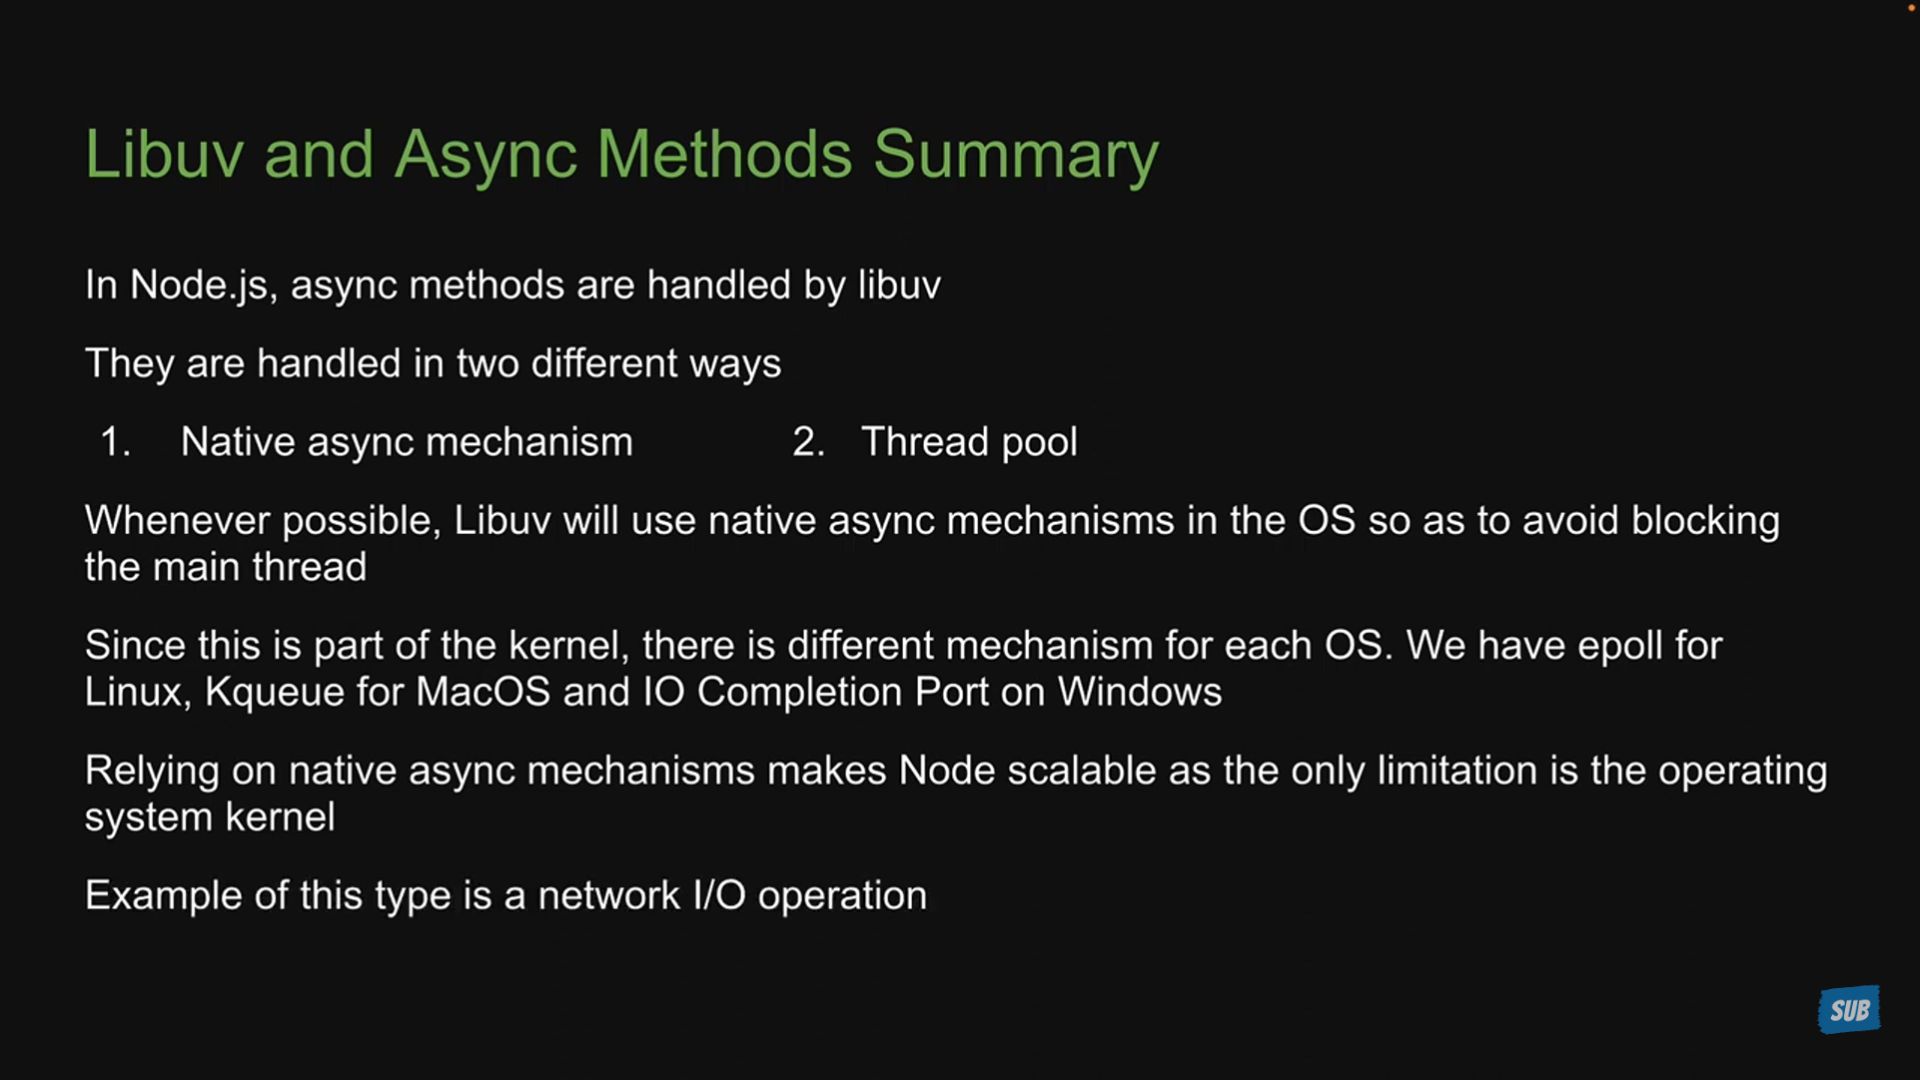 Libuv and Async Methods Summary
In Node.js, async methods are handled by libuv
They are handled in two different ways
1. Native async mechanism 2. Thread pool
Whenever possible, Libuv will use native async mechanisms in the OS so as to avoid blocking
the main thread
Since this is part of the kernel, there is different mechanism for each OS. We have epoll for
Linux, Kqueue for MacOS and IO Completion Port on Windows
Relying on native async mechanisms makes Node scalable as the only limitation is the operating
system kernel
Example of this type is a network I/O operation
SUB